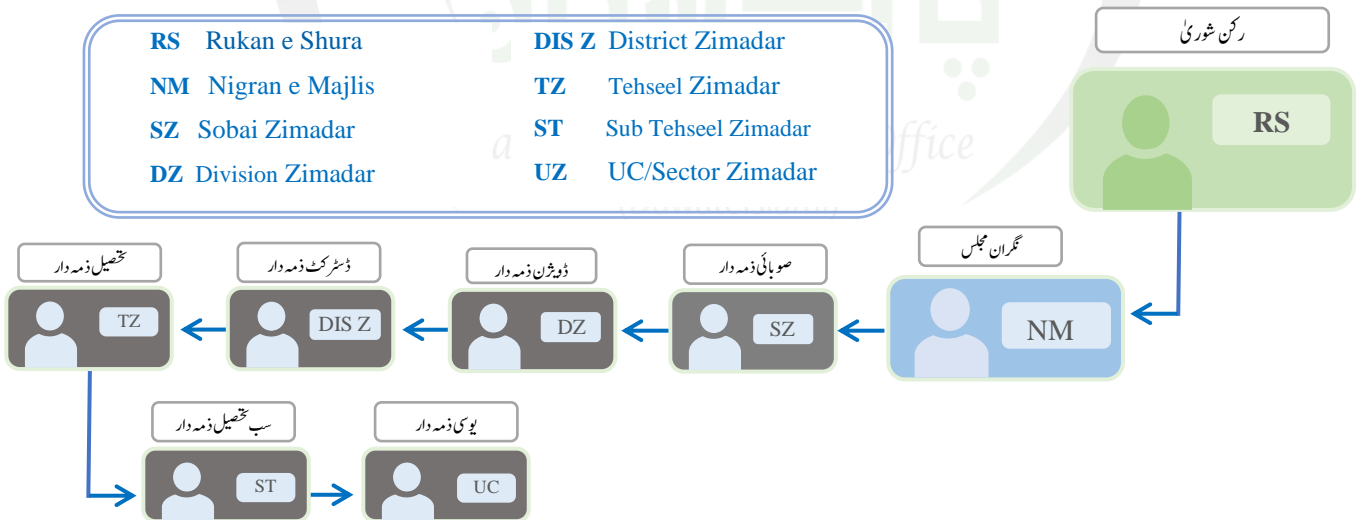 RS Rukan e Shura
DIS Z District Zimadar
NM Nigran e Majlis
TZ Tehseel Zimadar
SZ Sobai Zimadar
ST Sub Tehseel Zimadar
DZ Division Zimadar
UZ UC/Sector Zimadar
رکن شوریٰ
RS
نگران مجلس
NM
صوبائی ذمہ دار
SZ
ڈویژن ذمہ دار
DZ
ڈسٹرکٹ ذمہ دار
DIS Z
تحصیل ذمہ دار
TZ
سب تحصیل ذمہ دار
ST
یوسی ذمہ دار
UC